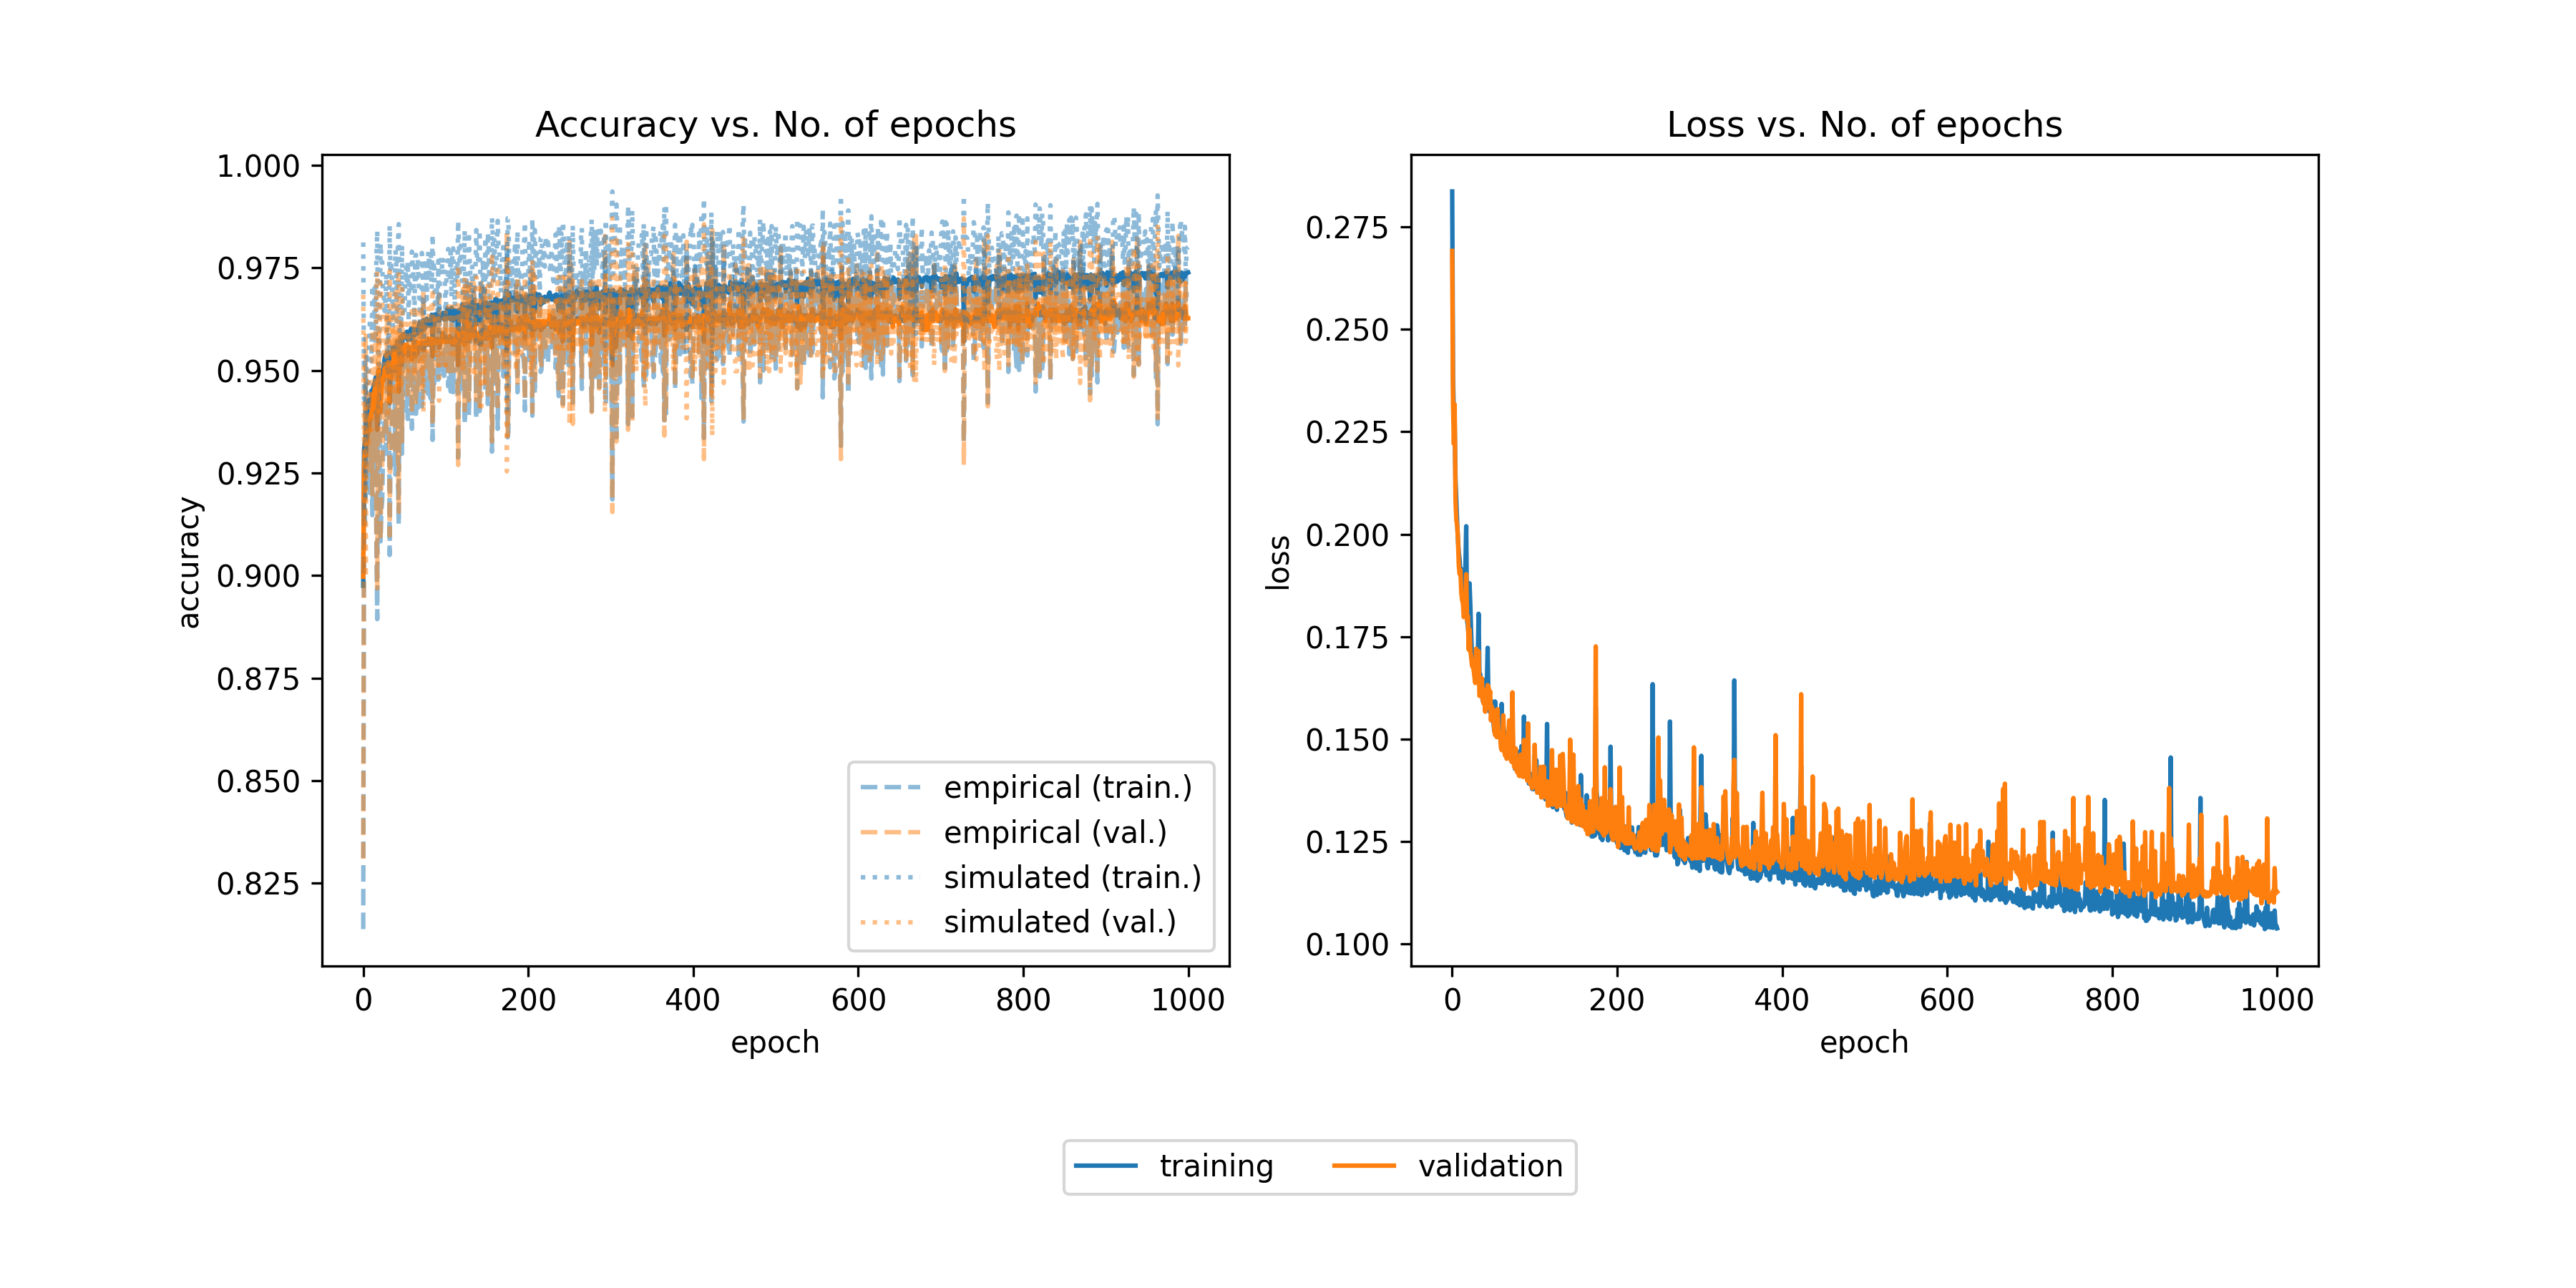 Accuracy vs. No. of epochs
1.000
0.975
0.950
0.925
0.900
0.875
0.850
0.825
accuracy
0 200 400 600 800 1000
epoch
empirical (train.)
empirical (val.)
simulated (train.)
simulated (val.)
Loss vs. No. of epochs
0.275
0.250
0.225
0.200
0.175
0.150
0.125
0.100
loss
0 200 400 600 800 1000
epoch
training validation